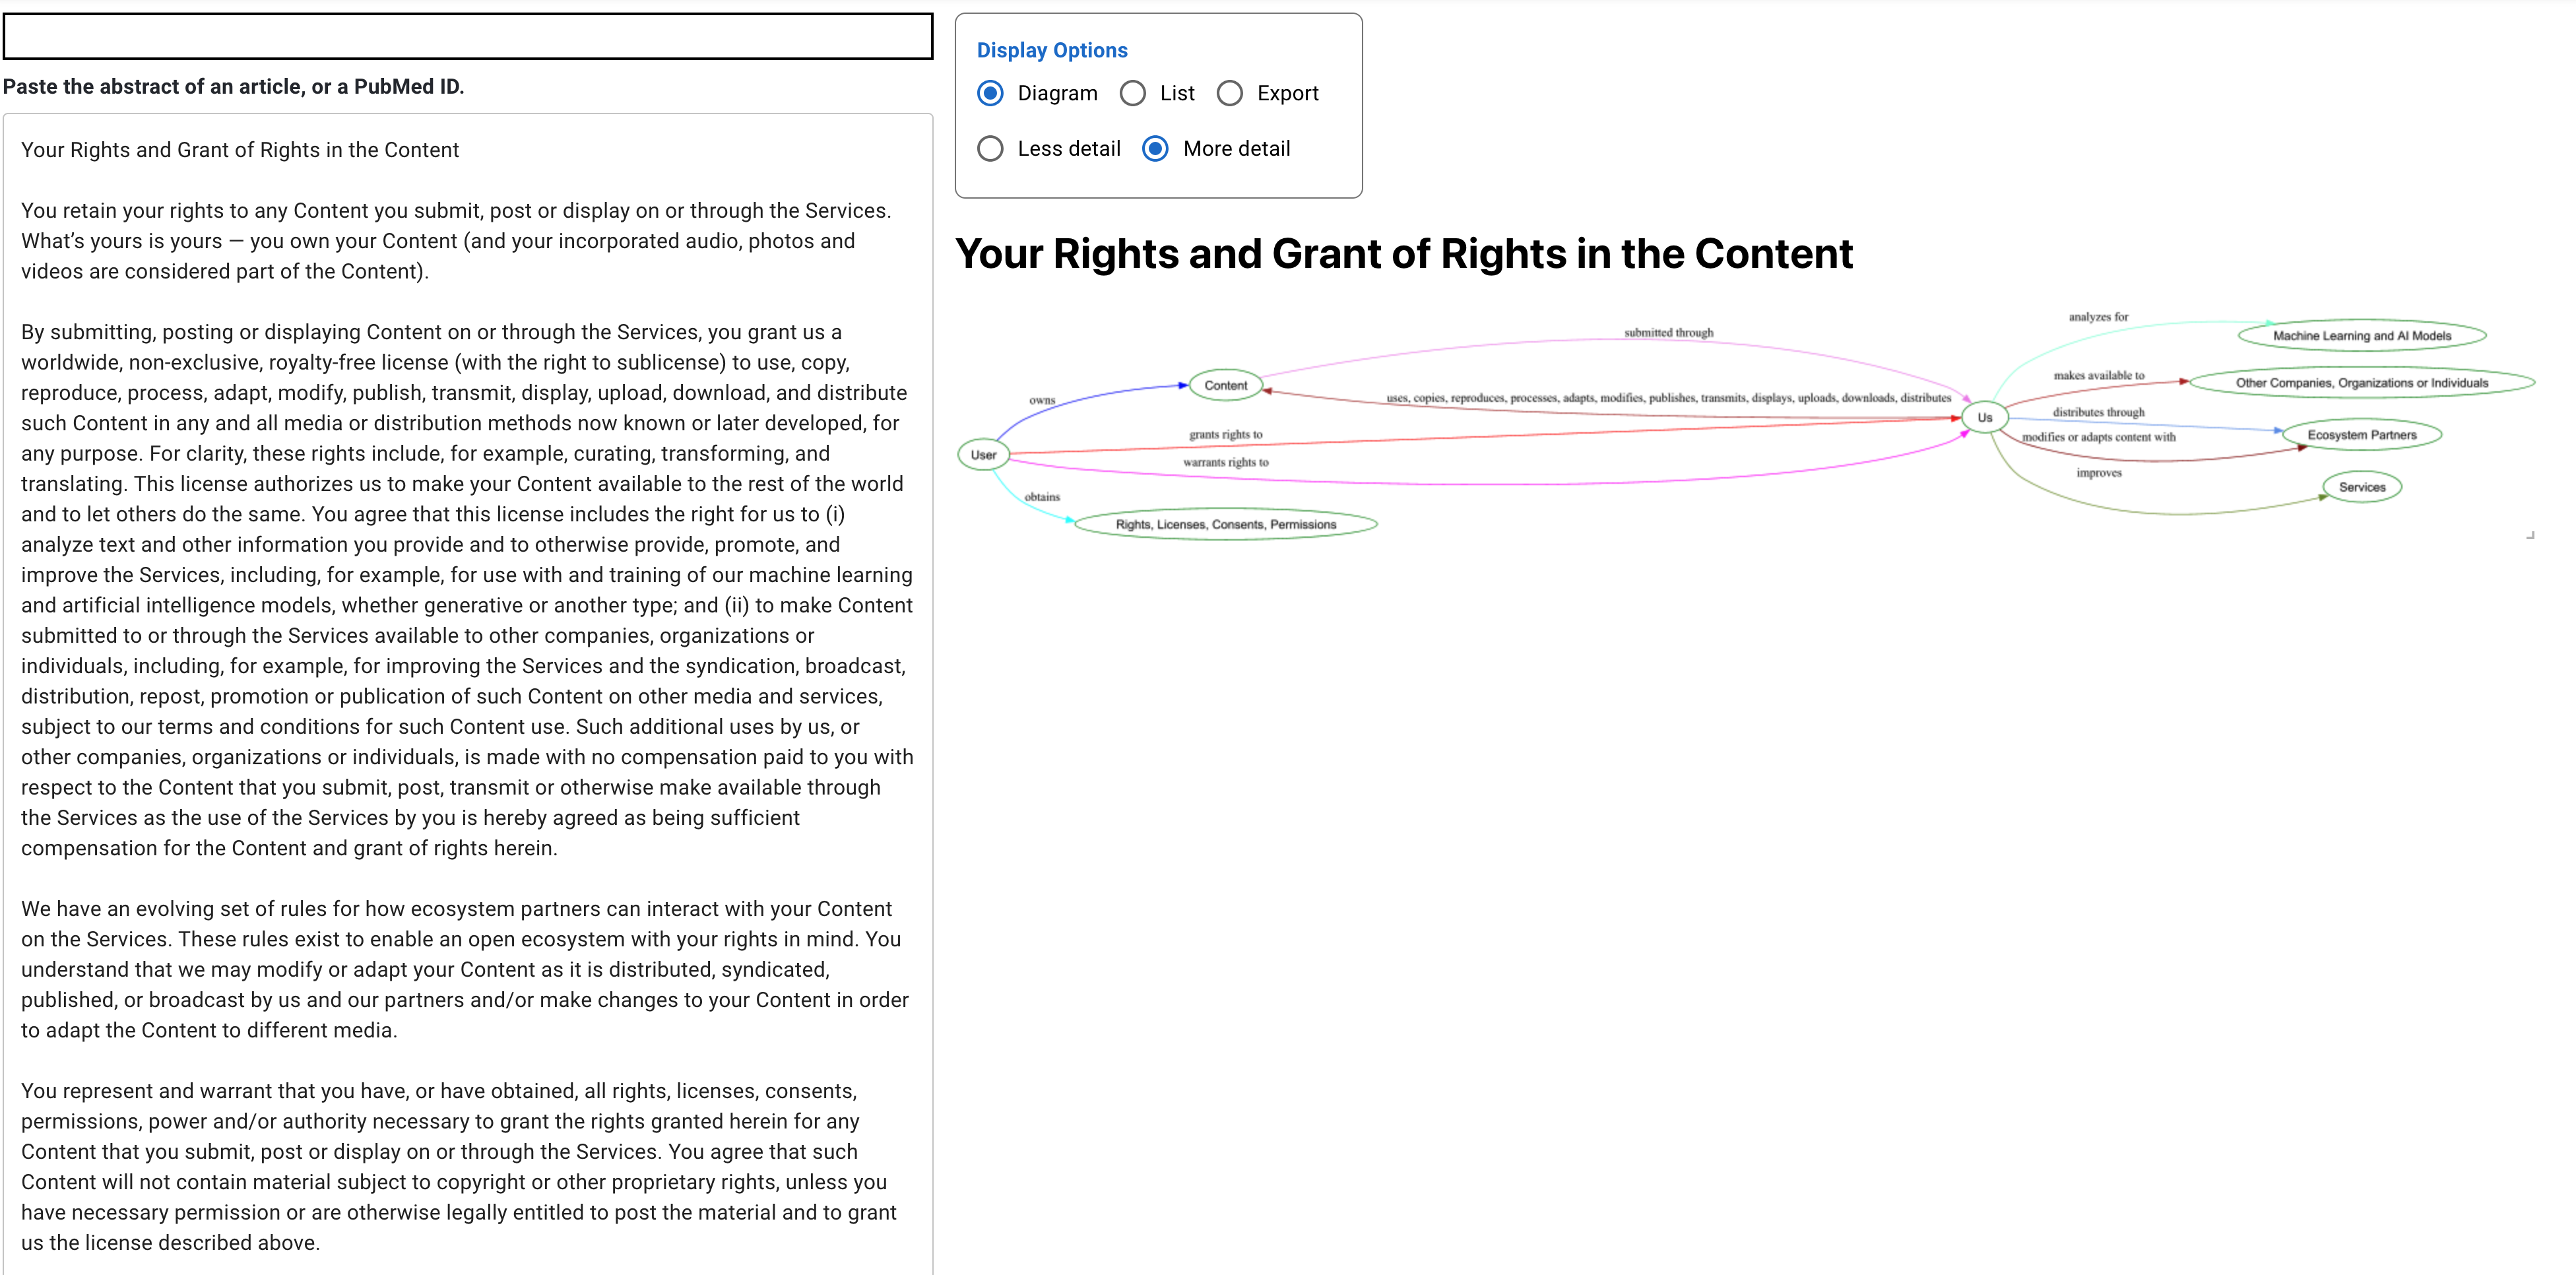 Paste the abstract of an article, or a PubMed ID.
Your Rights and Grant of Rights in the Content
You retain your rights to any Content you submit, post or display on or through the Services.
What’s yours is yours — you own your Content (and your incorporated audio, photos and
videos are considered part of the Content).
By submitting, posting or displaying Content on or through the Services, you grant us a
worldwide, non-exclusive, royalty-free license (with the right to sublicense) to use, copy,
reproduce, process, adapt, modify, publish, transmit, display, upload, download, and distribute
such Content in any and all media or distribution methods now known or later developed, for
any purpose. For clarity, these rights include, for example, curating, transforming, and
translating. This license authorizes us to make your Content available to the rest of the world
and to let others do the same. You agree that this license includes the right for us to (i)
analyze text and other information you provide and to otherwise provide, promote, and
improve the Services, including, for example, for use with and training of our machine learning
and artificial intelligence models, whether generative or another type; and (ii) to make Content
submitted to or through the Services available to other companies, organizations or
individuals, including, for example, for improving the Services and the syndication, broadcast,
distribution, repost, promotion or publication of such Content on other media and services,
subject to our terms and conditions for such Content use. Such additional uses by us, or
other companies, organizations or individuals, is made with no compensation paid to you with
respect to the Content that you submit, post, transmit or otherwise make available through
the Services as the use of the Services by you is hereby agreed as being sufficient
compensation for the Content and grant of rights herein.
We have an evolving set of rules for how ecosystem partners can interact with your Content
on the Services. These rules exist to enable an open ecosystem with your rights in mind. You
understand that we may modify or adapt your Content as it is distributed, syndicated,
published, or broadcast by us and our partners and/or make changes to your Content in order
to adapt the Content to different media.
You represent and warrant that you have, or have obtained, all rights, licenses, consents,
permissions, power and/or authority necessary to grant the rights granted herein for any
Content that you submit, post or display on or through the Services. You agree that such
Content will not contain material subject to copyright or other proprietary rights, unless you
have necessary permission or are otherwise legally entitled to post the material and to grant
us the license described above.
Display Options
Diagram List Export
Less detail More detail
Your Rights and Grant of Rights in the Content
User
owns
grants rights to
warrants rights to
obtains
Content
Rights, Licenses, Consents, Permissions
submitted through
uses, copies, reproduces, processes, adapts, modifies, publishes, transmits, displays, uploads, downloads, distributes
Us
analyzes for
makes available to
distributes through
modifies or adapts content with
improves
Machine Learning and AI Models
Other Companies, Organizations or Individuals
Ecosystem Partners
Services